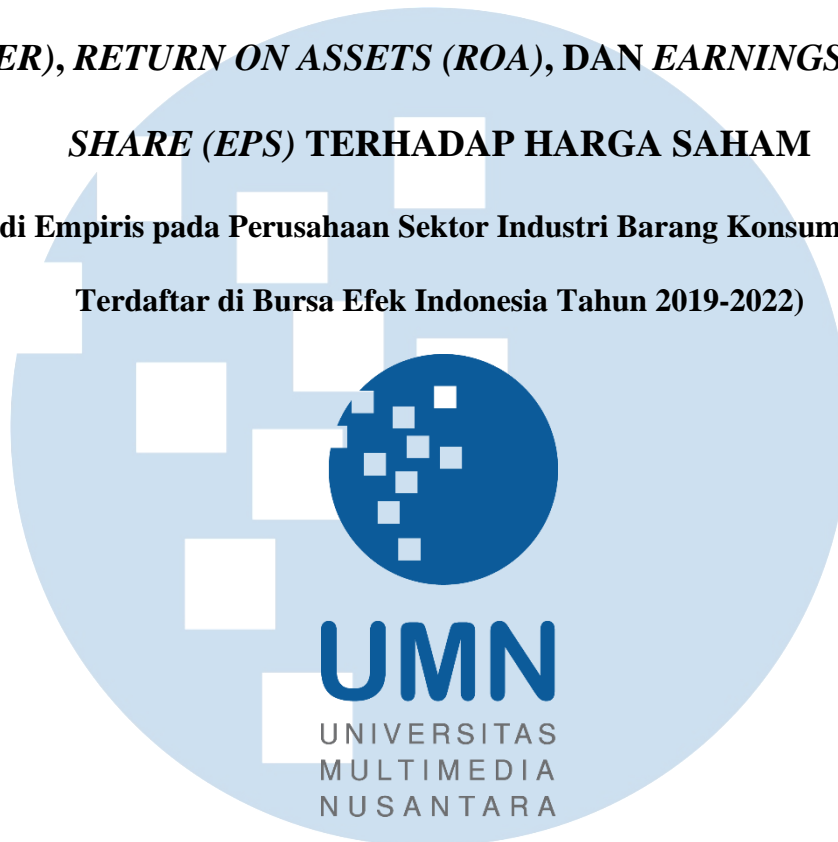 ER), RETURN ON ASSETS (ROA), DAN EARNINGS
SHARE (EPS) TERHADAP HARGA SAHAM
di Empiris pada Perusahaan Sektor Industri Barang Konsum
Terdaftar di Bursa Efek Indonesia Tahun 2019-2022)
UMN
UNIVERSITAS
MULTIMEDIA
NUSANTARA